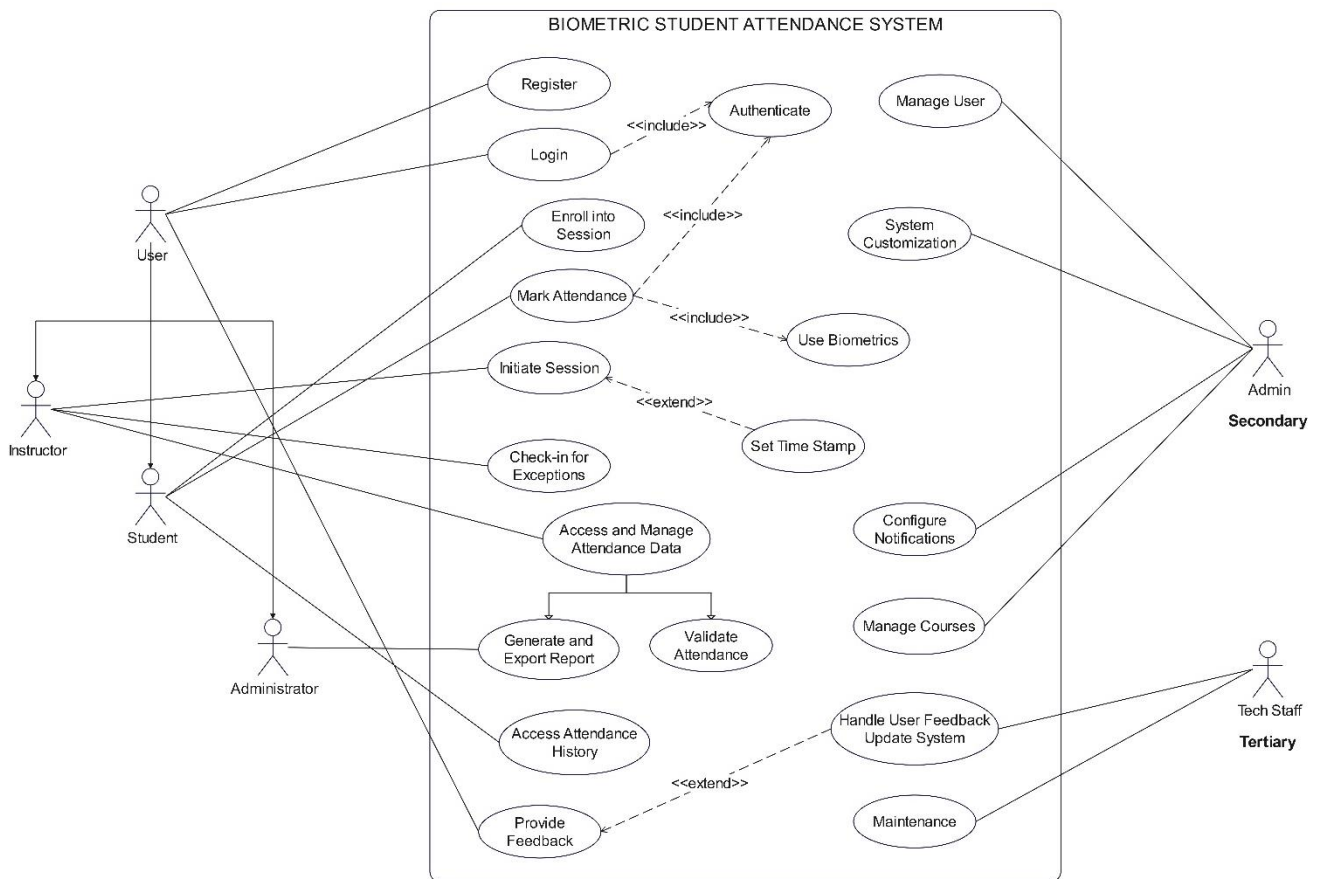 BIOMETRIC STUDENT ATTENDANCE SYSTEM
Register
Authenticate
Manage User
<<include>>
Login
Enroll into
Session
<<include>>
System
Customization
User
Mark Attendance
<<include>>
Use Biometrics
Initiate Session
<<extend>>
Admin
Secondary
Instructor
Set Time Stamp
Check-in for
Exceptions
Student
Access and Manage
Attendance Data
Configure
Notifications
Manage Courses
Generate and
Export Report
Validate
Attendance
Administrator
Tech Staff
Tertiary
Handle User Feedback
Update System
Access Attendance
History
<<extend>>
Provide
Feedback
Maintenance